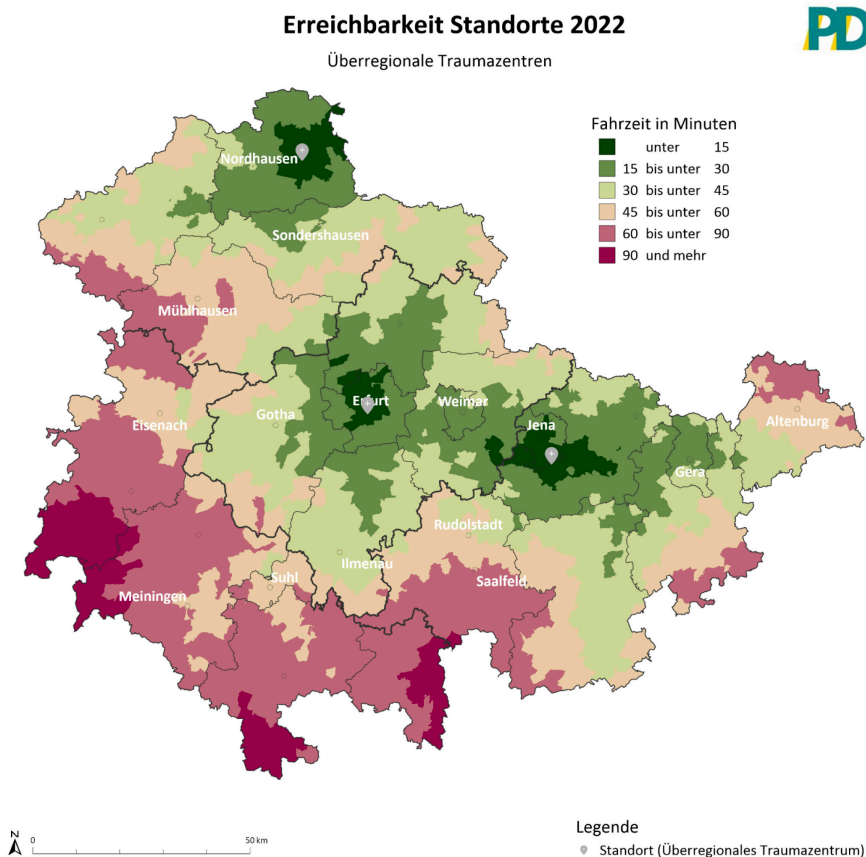 Erreichbarkeit Standorte 2022
PD
Überregionale Traumazentren
Fahrzeit in Minuten
unter 15
15 bis unter 30
30 bis unter 45
45 bis unter 60
60 bis unter 90
90 und mehr
Nordhausen
Sondershausen
Mühlhausen
Erfurt
Weimar
Gotha
Eisenach
Jena
Altenburg
Gera
Rudolstadt
Ilmenau
Suhl
Saalfeld
Meiningen
Legende
N
0 50 km
Standort (Überregionales Traumazentrum)